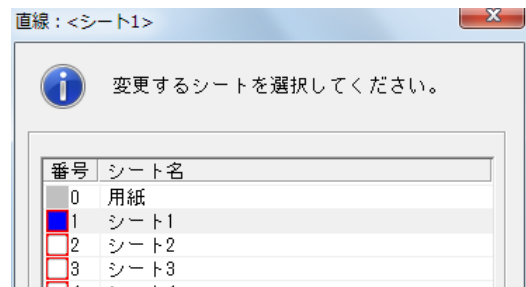 直線：<シート1>
変更するシートを選択してください。
番号 シート名
0 用紙
1 シート1
2 シート2
3 シート3